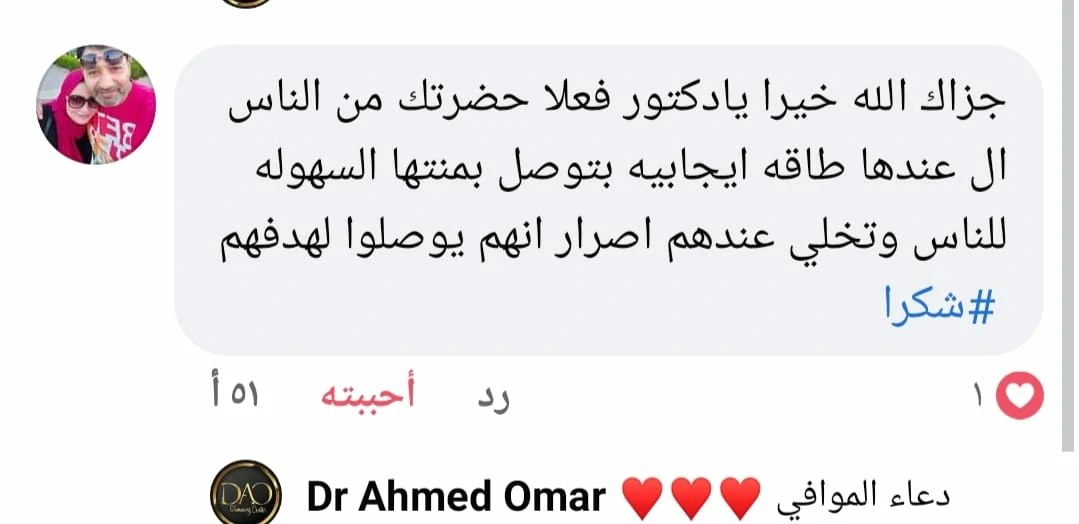 جزاك الله خيرا يادكتور فعلا حضرتك من الناس
ال عندها طاقه ايجابيه بتوصل بمنتها السهوله
للناس وتخلي عندهم اصرار انهم يوصلوا لهدفهم
#شكرا
٥١ أ أحببته رد ١
DAO Dr Ahmed Omar ♥️♥️♥️ دعاء الموافي